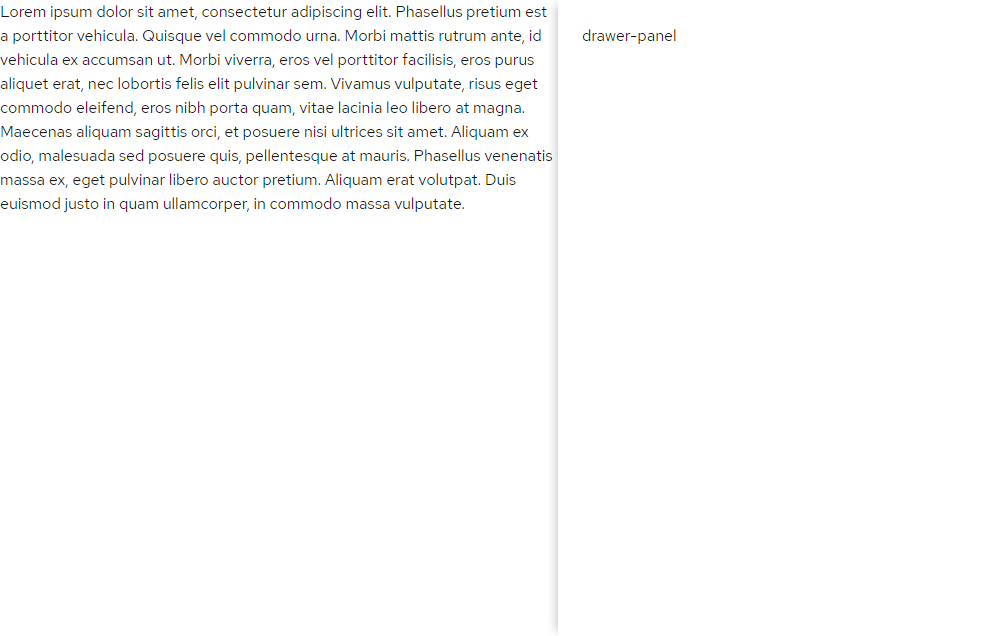 Lorem ipsum dolor sit amet, consectetur adipiscing elit. Phasellus pretium est
a porttitor vehicula. Quisque vel commodo urna. Morbi mattis rutrum ante, id
vehicula ex accumsan ut. Morbi viverra, eros vel porttitor facilisis, eros purus
aliquet erat, nec lobortis felis elit pulvinar sem. Vivamus vulputate, risus eget
commodo eleifend, eros nibh porta quam, vitae lacinia leo libero at magna.
Maecenas aliquam sagittis orci, et posuere nisi ultrices sit amet. Aliquam ex
odio, malesuada sed posuere quis, pellentesque at mauris. Phasellus venenatis
massa ex, eget pulvinar libero auctor pretium. Aliquam erat volutpat. Duis
euismod justo in quam ullamcorper, in commodo massa vulputate.
drawer-panel